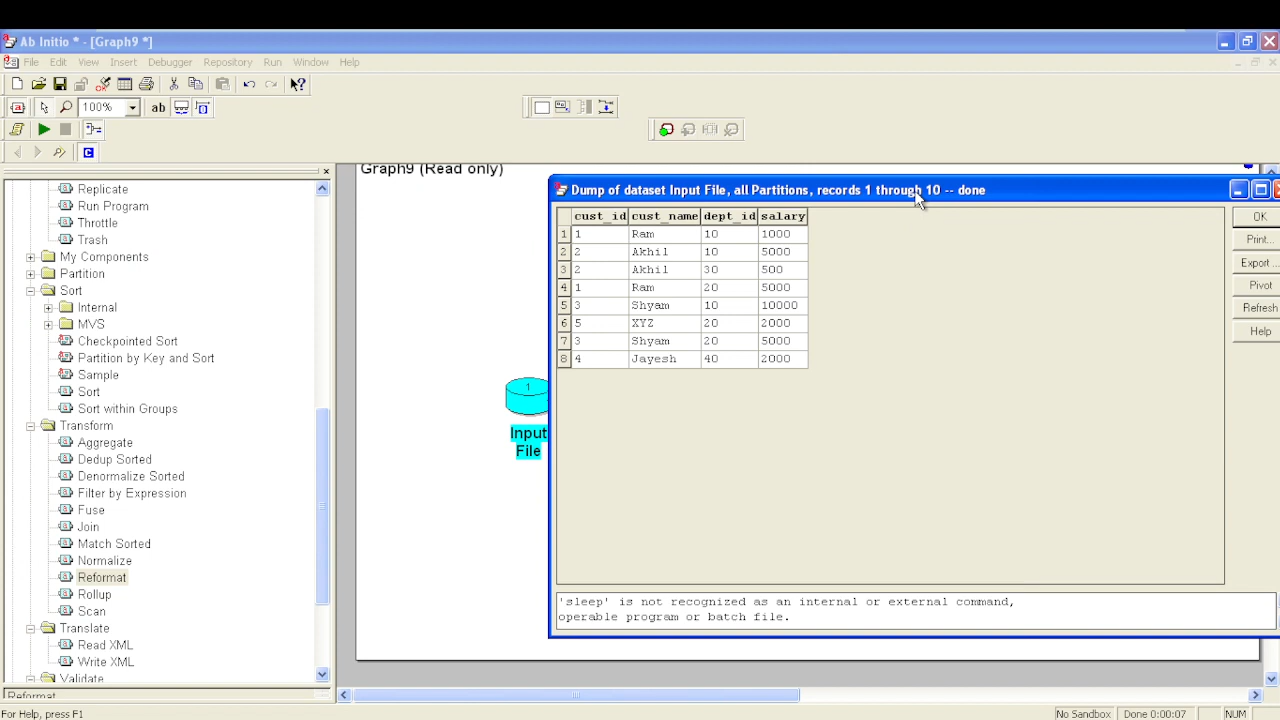 Ab Initio * - [Graph9 *]
File Edit View Insert Debugger Repository Run Window Help
100% ab
Graph9 (Read only)
Replicate
Run Program
Throttle
Trash
My Components
Partition
Sort
Internal
MVS
Checkpointed Sort
Partition by Key and Sort
Sample
Sort
Sort within Groups
Transform
Aggregate
Dedup Sorted
Denormalize Sorted
Filter by Expression
Fuse
Join
Match Sorted
Normalize
Reformat
Rollup
Scan
Translate
Read XML
Write XML
Validate
Reformat
1
Input
File
Dump of dataset Input File, all Partitions, records 1 through 10 -- done
cust_id cust_name dept_id salary
1 1 Ram 10 1000
2 2 Akhil 10 5000
3 2 Akhil 30 500
4 1 Ram 20 5000
5 3 Shyam 10 10000
6 5 XYZ 20 2000
7 3 Shyam 20 5000
8 4 Jayesh 40 2000
OK
Print...
Export ...
Pivot
Refresh
Help
'sleep' is not recognized as an internal or external command,
operable program or batch file.
For Help, press F1
No Sandbox Done 0:00:07 NUM